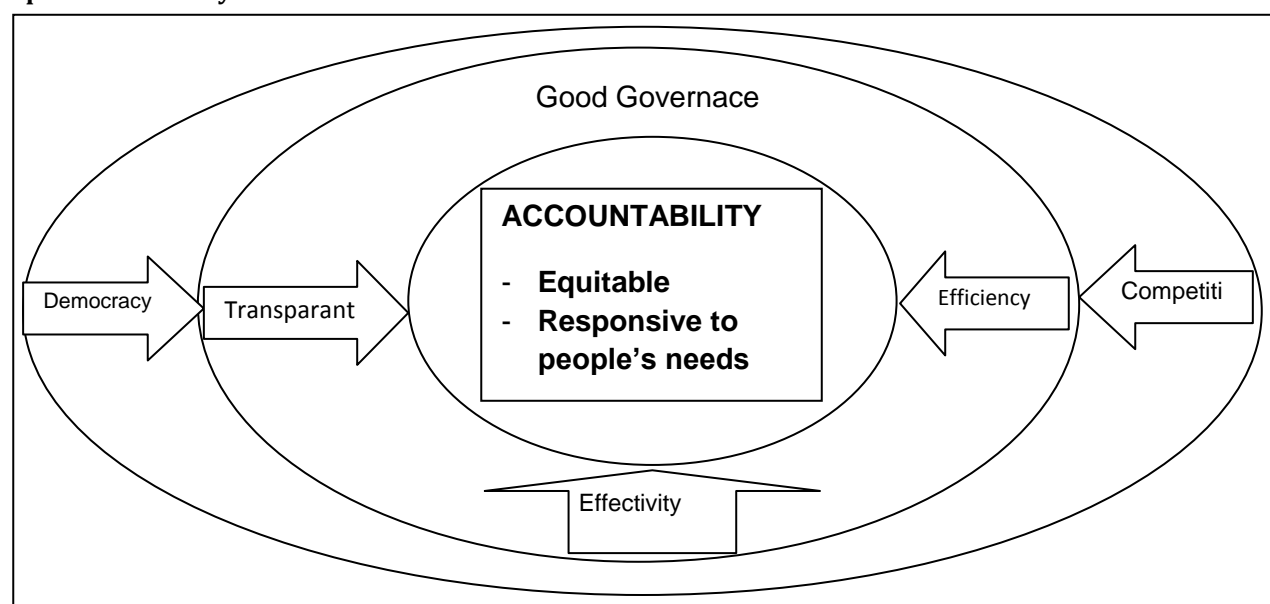 Good Governace
ACCOUNTABILITY
- Equitable
- Responsive to
people's needs
Democracy
Transparant
Efficiency
Competiti
Effectivity